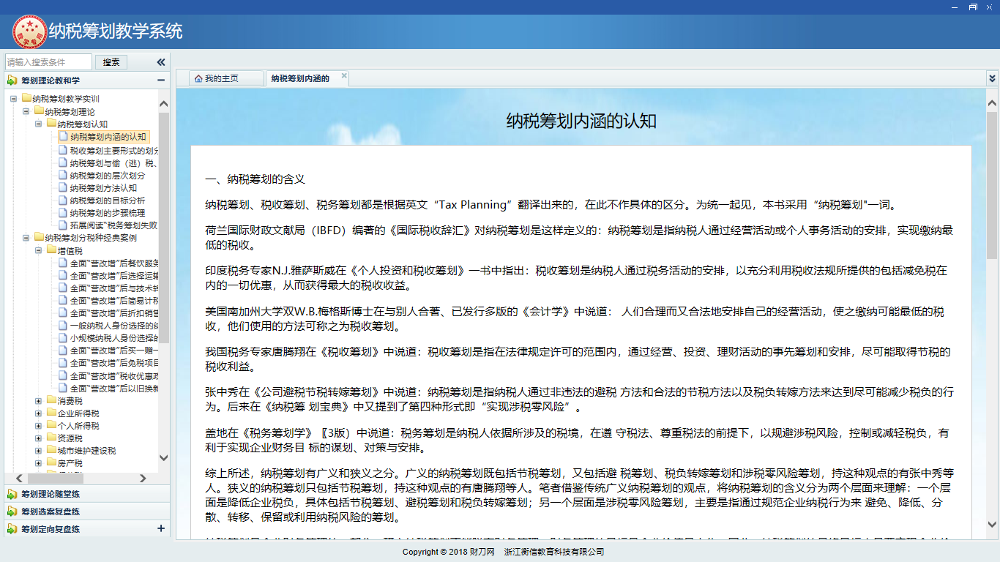 纳税筹划教学系统
请输入搜索条件
搜索
筹划理论教和学
纳税筹划教学实训
纳税筹划理论
纳税筹划认知
纳税筹划内涵的认知
税收筹划主要形式的划分
纳税筹划与偷（逃）税、
纳税筹划的层次划分
纳税筹划方法认知
纳税筹划的目标分析
纳税筹划的步骤梳理
拓展阅读“税务筹划失败
纳税筹划分税种经典案例
增值税
全面“营改增”后餐饮服务
全面“营改增”后选择运输
全面“营改增”后与技术转
全面“营改增”后简易计税
全面“营改增”后折扣销售
一般纳税人身份选择的纳
小规模纳税人身份选择的
全面“营改增”后买一赠一
全面“营改增”后免税项目
全面“营改增”税收优惠政
全面“营改增”后以旧换新
消费税
企业所得税
个人所得税
资源税
城市维护建设税
房产税
筹划理论随堂练
筹划选案复盘练
筹划定向复盘练
我的主页
纳税筹划内涵的
纳税筹划内涵的认知
一、纳税筹划的含义
纳税筹划、税收筹划、税务筹划都是根据英文“Tax Planning”翻译出来的，在此不作具体的区分。为统一起见，本书采用“纳税筹划"一词。
荷兰国际财政文献局（IBFD）编著的《国际税收辞汇》对纳税筹划是这样定义的：纳税筹划是指纳税人通过经营活动或个人事务活动的安排，实现缴纳最
低的税收。
印度税务专家N.J.雅萨斯威在《个人投资和税收筹划》一书中指出：税收筹划是纳税人通过税务活动的安排，以充分利用税收法规所提供的包括减免税在
内的一切优惠，从而获得最大的税收收益。
美国南加州大学双W.B.梅格斯博士在与别人合著、已发行多版的《会计学》中说道： 人们合理而又合法地安排自己的经营活动，使之缴纳可能最低的税
收，他们使用的方法可称之为税收筹划。
我国税务专家唐腾翔在《税收筹划》中说道：税收筹划是指在法律规定许可的范围内，通过经营、投资、理财活动的事先筹划和安排，尽可能取得节税的
税收利益。
张中秀在《公司避税节税转嫁筹划》中说道：纳税筹划是指纳税人通过非违法的避税 方法和合法的节税方法以及税负转嫁方法来达到尽可能减少税负的行
为。后来在《纳税筹 划宝典》中又提到了第四种形式即“实现涉税零风险”。
盖地在《税务筹划学》〖3版）中说道：税务筹划是纳税人依据所涉及的税境，在遵 守税法、尊重税法的前提下，以规避涉税风险，控制或减轻税负，有
利于实现企业财务目 标的谋划、对策与安排。
综上所述，纳税筹划有广义和狭义之分。广义的纳税筹划既包括节税筹划，又包括避 税筹划、税负转嫁筹划和涉税零风险筹划，持这种观点的有张中秀等
人。狭义的纳税筹划只包括节税筹划，持这种观点的有唐腾翔等人。笔者借鉴传统广义纳税筹划的观点，将纳税筹划的含义分为两个层面来理解：一个层
面是降低企业税负，具体包括节税筹划、避税筹划和税负转嫁筹划；另一个层面是涉税零风险筹划，主要是指通过规范企业纳税行为来 避免、降低、分
散、转移、保留或利用纳税风险的筹划。
Copyright © 2018 财刀网 浙江衡信教育科技有限公司